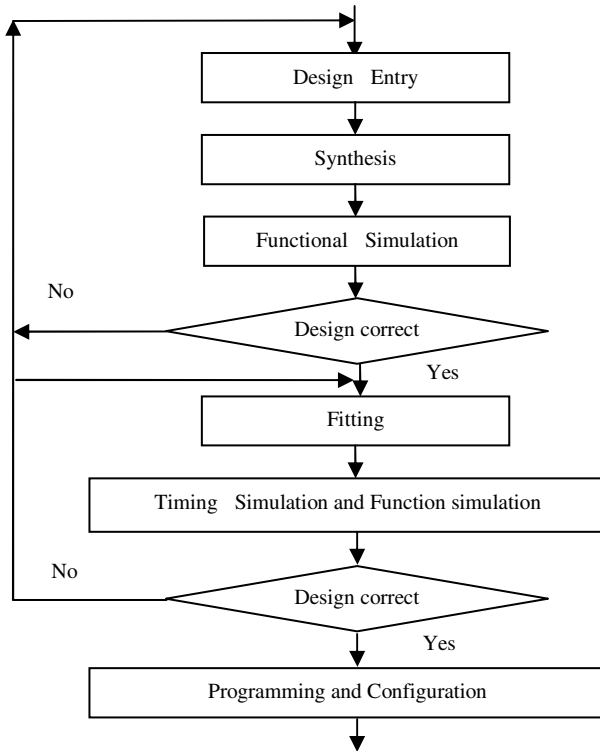 Design Entry
Synthesis
Functional Simulation
No
Design correct
Yes
Fitting
Timing Simulation and Function simulation
No
Design correct
Yes
Programming and Configuration